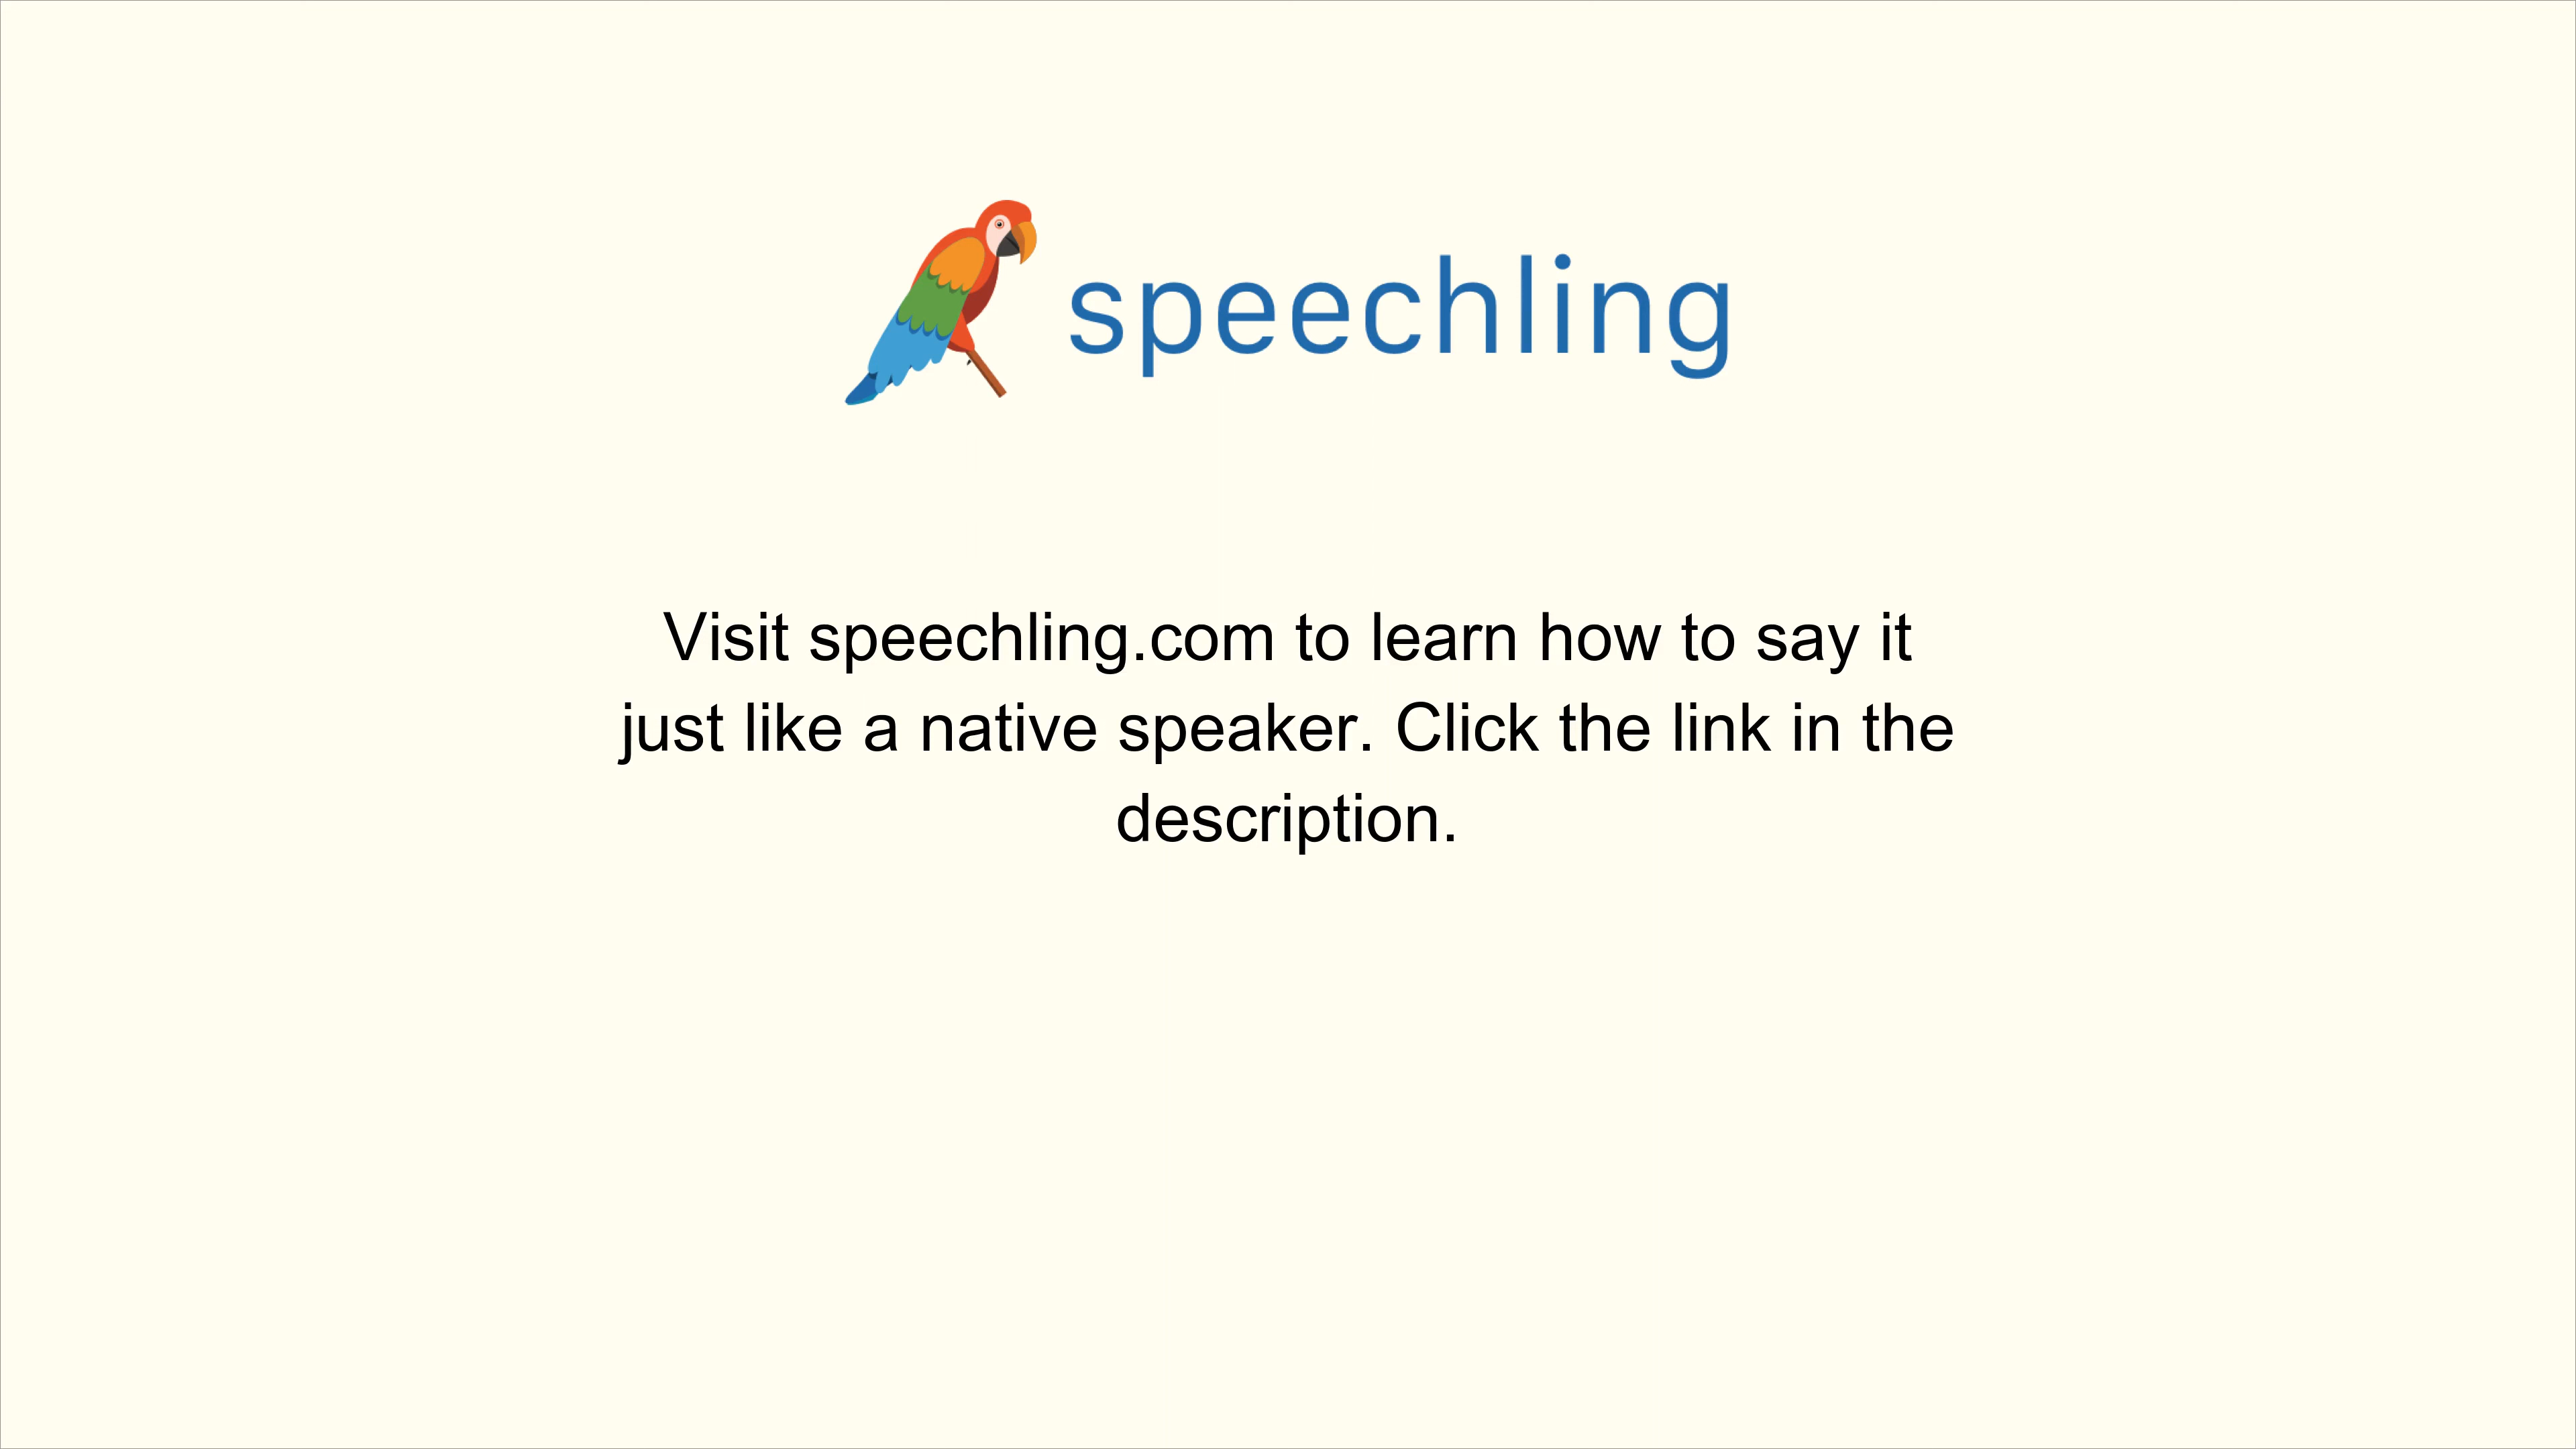 speechling
Visit speechling.com to learn how to say it
just like a native speaker. Click the link in the
description.